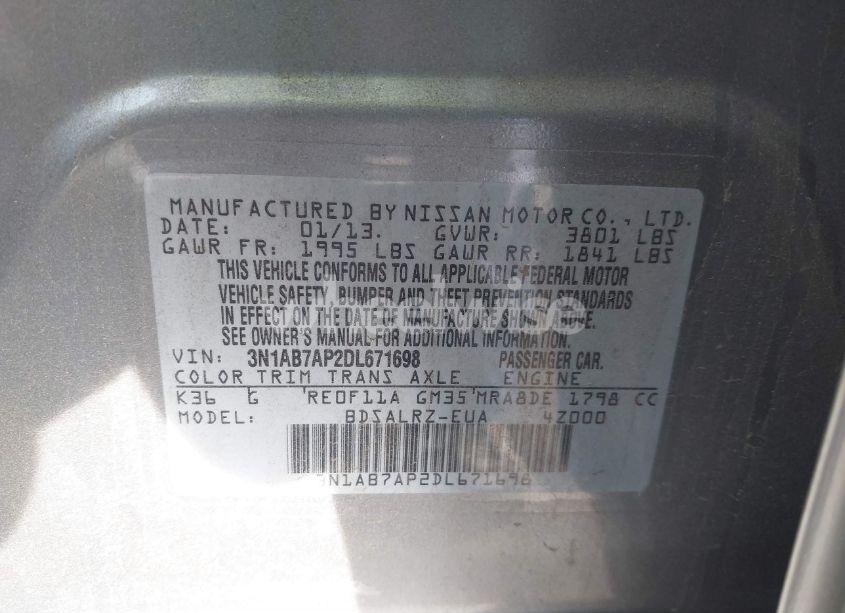 MANUFACTURED BY NISSAN MOTOR CO., LTD.
DATE: 01/13. GVWR: 3801 LBS
GAWR FR: 1995 LBS GAWR RR: 1841 LBS
THIS VEHICLE CONFORMS TO ALL APPLICABLE FEDERAL MOTOR
VEHICLE SAFETY, BUMPER AND THEFT PREVENTION STANDARDS
IN EFFECT ON THE DATE OF MANUFACTURE SHOWN ABOVE.
SEE OWNER'S MANUAL FOR ADDITIONAL INFORMATION.
VIN: 3N1AB7AP2DL671698 PASSENGER CAR.
COLOR TRIM TRANS AXLE ENGINE
K36 G RE0F11A GM35 MRA8DE 1798 CC
MODEL: BDSALRZ-EUA 4Z000
3N1AB7AP2DL671698